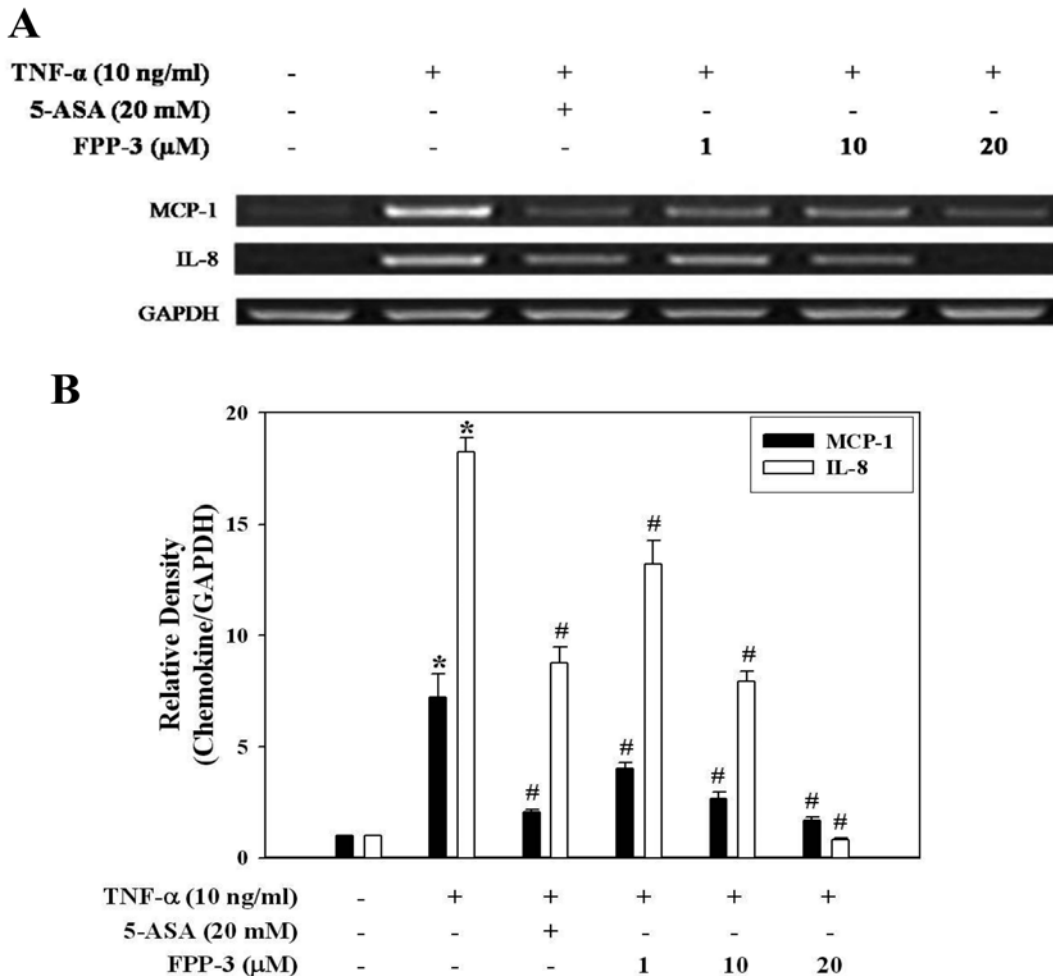 A
TNF-α (10 ng/ml) - + + + + +
5-ASA (20 mM) - - + - - -
FPP-3 (μM) - - - 1 10 20
MCP-1
IL-8
GAPDH
B
20
15
10
5
0
Relative Density
(Chemokine/GAPDH)
MCP-1
IL-8
* * # # # # # # # #
TNF-α (10 ng/ml) - + + + + +
5-ASA (20 mM) - - + - - -
FPP-3 (μM) - - - 1 10 20